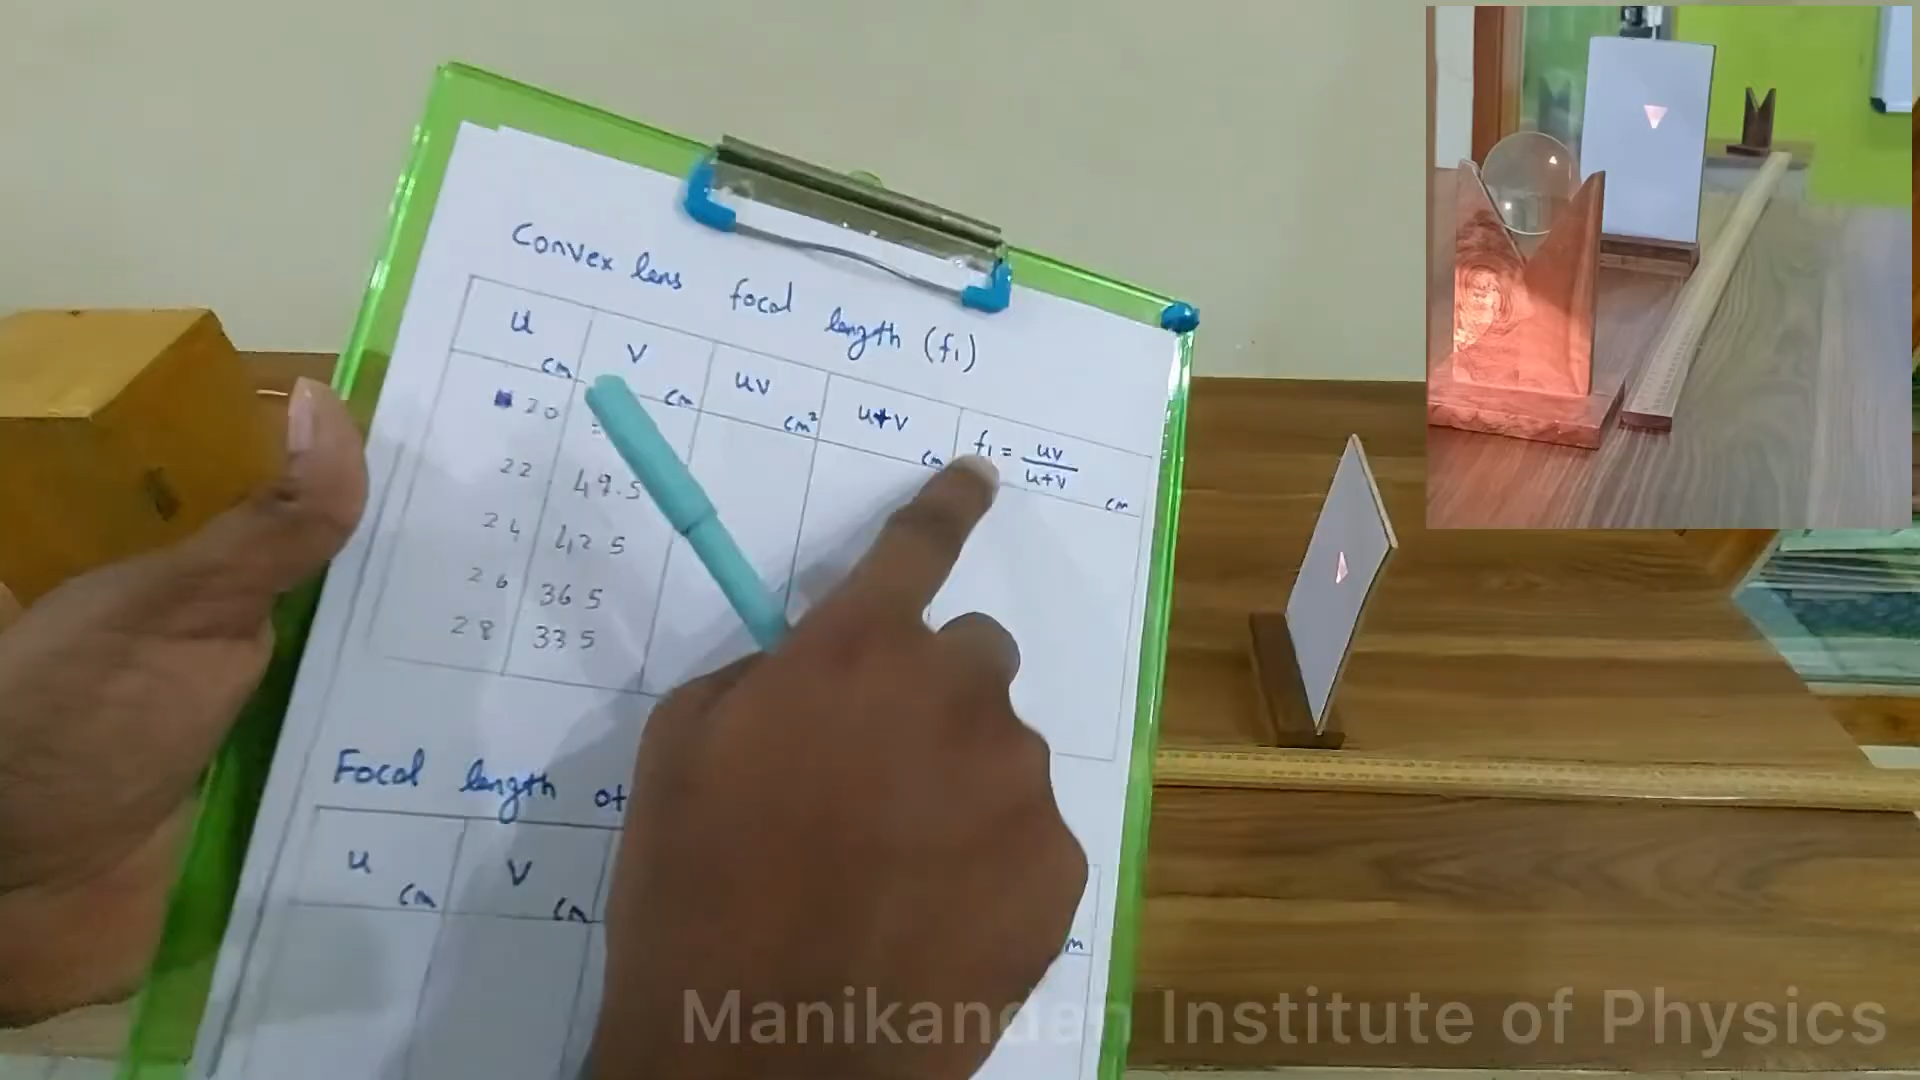 Convex lens focal length (f1)
u cm v cm uv cm² u+v cm f1 = uv/u+v cm
20
22 49.5
24 42 5
26 36 5
28 33 5
Focal length of
u cm v cm m
Manikandan Institute of Physics